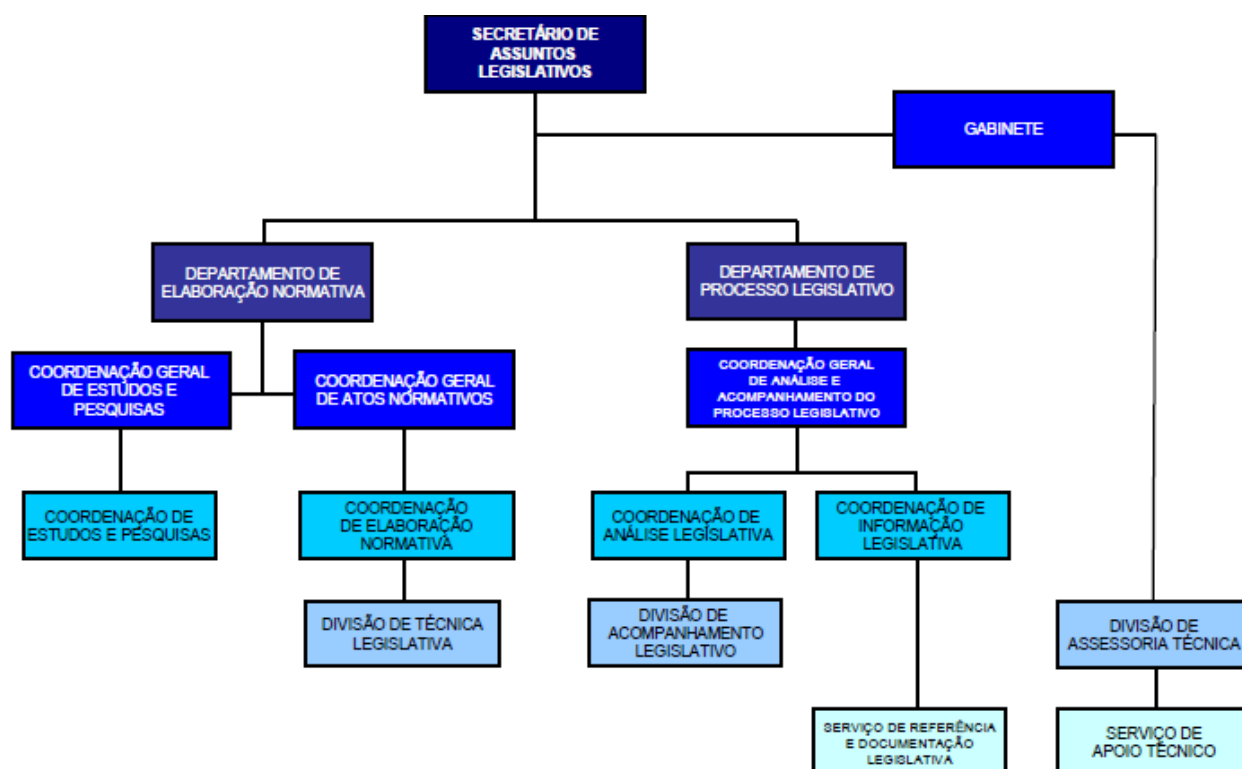 SECRETÁRIO DE
ASSUNTOS
LEGISLATIVOS
GABINETE
DEPARTAMENTO DE
ELABORAÇÃO NORMATIVA
DEPARTAMENTO DE
PROCESSO LEGISLATIVO
COORDENAÇÃO GERAL
DE ESTUDOS E
PESQUISAS
COORDENAÇÃO GERAL
DE ATOS NORMATIVOS
COORDENAÇÃO GERAL
DE ANÁLISE E
ACOMPANHAMENTO DO
PROCESSO LEGISLATIVO
COORDENAÇÃO DE
ESTUDOS E PESQUISAS
COORDENAÇÃO
DE ELABORAÇÃO
NORMATIVA
COORDENAÇÃO DE
ANÁLISE LEGISLATIVA
COORDENAÇÃO DE
INFORMAÇÃO
LEGISLATIVA
DIVISÃO DE TÉCNICA
LEGISLATIVA
DIVISÃO DE
ACOMPANHAMENTO
LEGISLATIVO
DIVISÃO DE
ASSESSORIA TÉCNICA
SERVIÇO DE REFERÊNCIA
E DOCUMENTAÇÃO
LEGISLATIVA
SERVIÇO DE
APOIO TÉCNICO